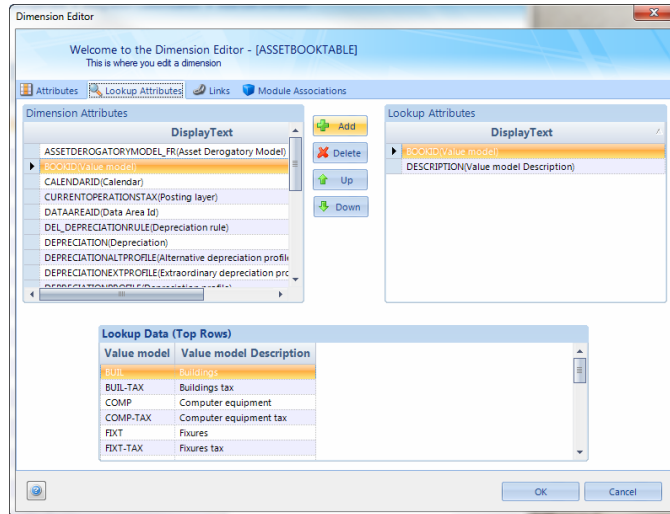 Dimension Editor
Welcome to the Dimension Editor - [ASSETBOOKTABLE]
This is where you edit a dimension
Attributes Lookup Attributes Links Module Associations
Dimension Attributes
DisplayText
ASSETDEROGATORYMODEL_FR(Asset Derogatory Model)
BOOKID(Value model)
CALENDARID(Calendar)
CURRENTOPERATIONSTAX(Posting layer)
DATAAREAID(Data Area Id)
DEL_DEPRECIATIONRULE(Depreciation rule)
DEPRECIATION(Depreciation)
DEPRECIATIONALTPROFILE(Alternative depreciation profile
DEPRECIATIONEXTPROFILE(Extraordinary depreciation pro
DEPRECIATIONPROFILE(Depreciation profile)
Add
Delete
Up
Down
Lookup Attributes
DisplayText
BOOKID(Value model)
DESCRIPTION(Value model Description)
Lookup Data (Top Rows)
Value model Value model Description
BUIL Buildings
BUIL-TAX Buildings tax
COMP Computer equipment
COMP-TAX Computer equipment tax
FIXT Fixures
FIXT-TAX Fixures tax
OK Cancel